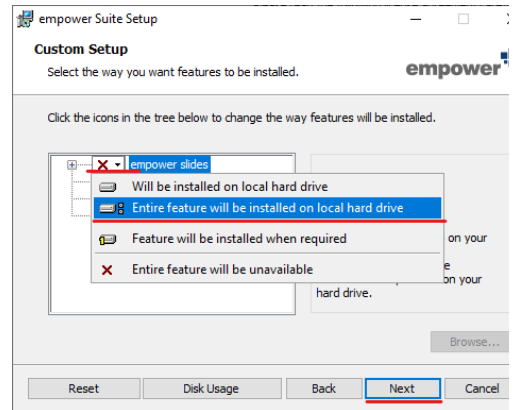 empower Suite Setup
Custom Setup
Select the way you want features to be installed.
empower
Click the icons in the tree below to change the way features will be installed.
empower slides
Will be installed on local hard drive
Entire feature will be installed on local hard drive
Feature will be installed when required
on your
Entire feature will be unavailable
on your
hard drive.
Browse...
Reset
Disk Usage
Back
Next
Cancel